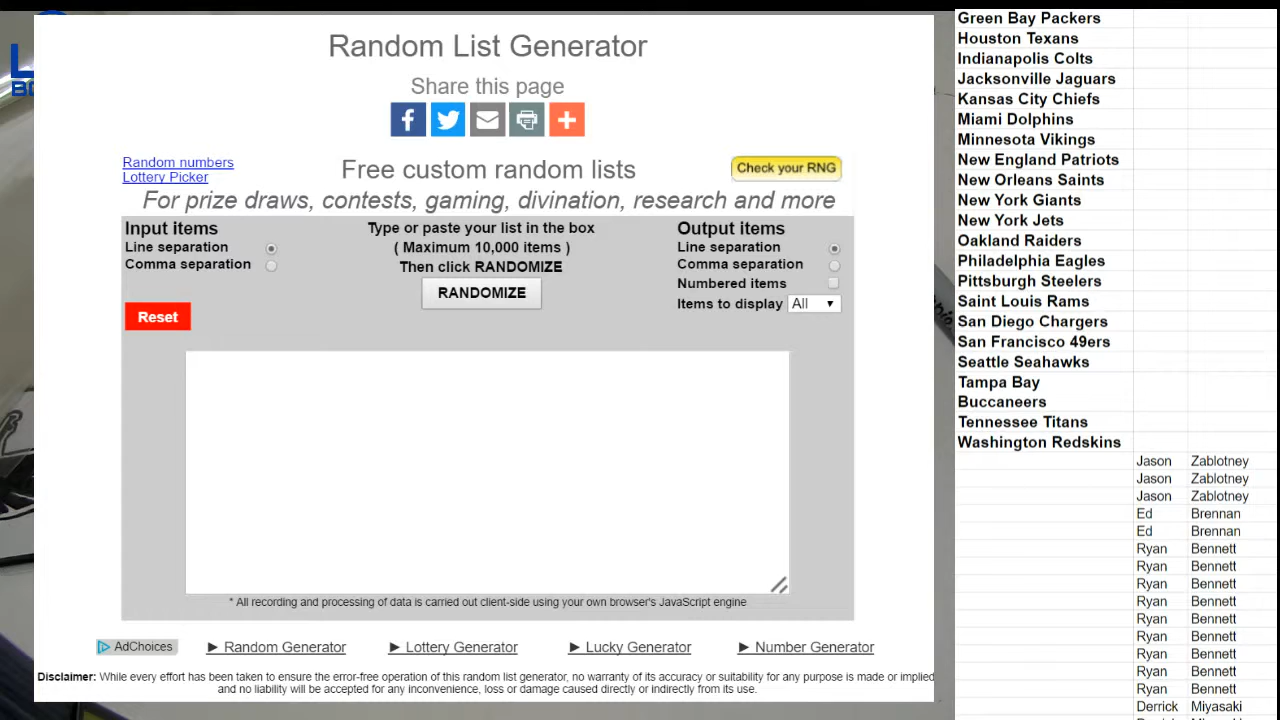 Random List Generator
Share this page
Random numbers
Lottery Picker
Free custom random lists
Check your RNG
For prize draws, contests, gaming, divination, research and more
Input items
Line separation
Comma separation
Reset
Type or paste your list in the box
( Maximum 10,000 items )
Then click RANDOMIZE
RANDOMIZE
Output items
Line separation
Comma separation
Numbered items
Items to display All
* All recording and processing of data is carried out client-side using your own browser's JavaScript engine
AdChoices
► Random Generator
► Lottery Generator
► Lucky Generator
► Number Generator
Disclaimer: While every effort has been taken to ensure the error-free operation of this random list generator, no warranty of its accuracy or suitability for any purpose is made or implied
and no liability will be accepted for any inconvenience, loss or damage caused directly or indirectly from its use.
Green Bay Packers
Houston Texans
Indianapolis Colts
Jacksonville Jaguars
Kansas City Chiefs
Miami Dolphins
Minnesota Vikings
New England Patriots
New Orleans Saints
New York Giants
New York Jets
Oakland Raiders
Philadelphia Eagles
Pittsburgh Steelers
Saint Louis Rams
San Diego Chargers
San Francisco 49ers
Seattle Seahawks
Tampa Bay
Buccaneers
Tennessee Titans
Washington Redskins
Jason Zablotney
Jason Zablotney
Jason Zablotney
Ed Brennan
Ed Brennan
Ryan Bennett
Ryan Bennett
Ryan Bennett
Ryan Bennett
Ryan Bennett
Ryan Bennett
Ryan Bennett
Ryan Bennett
Ryan Bennett
Derrick Miyasaki